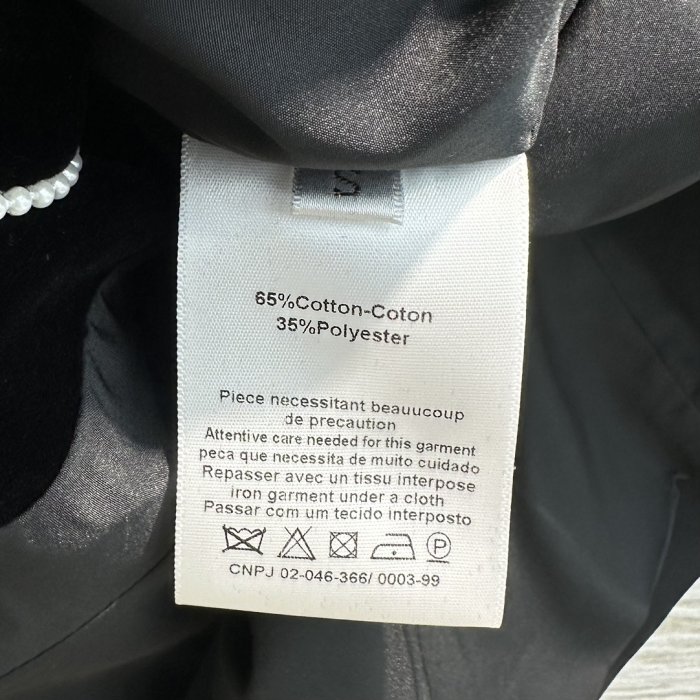 65%Cotton-Coton
35%Polyester
Piece necessitant beauucoup
de precaution
Attentive care needed for this garment
peca que necessita de muito cuidado
Repasser avec un tissu interpose
iron garment under a cloth
Passar com um tecido interposto
P
CNPJ 02-046-366/ 0003-99